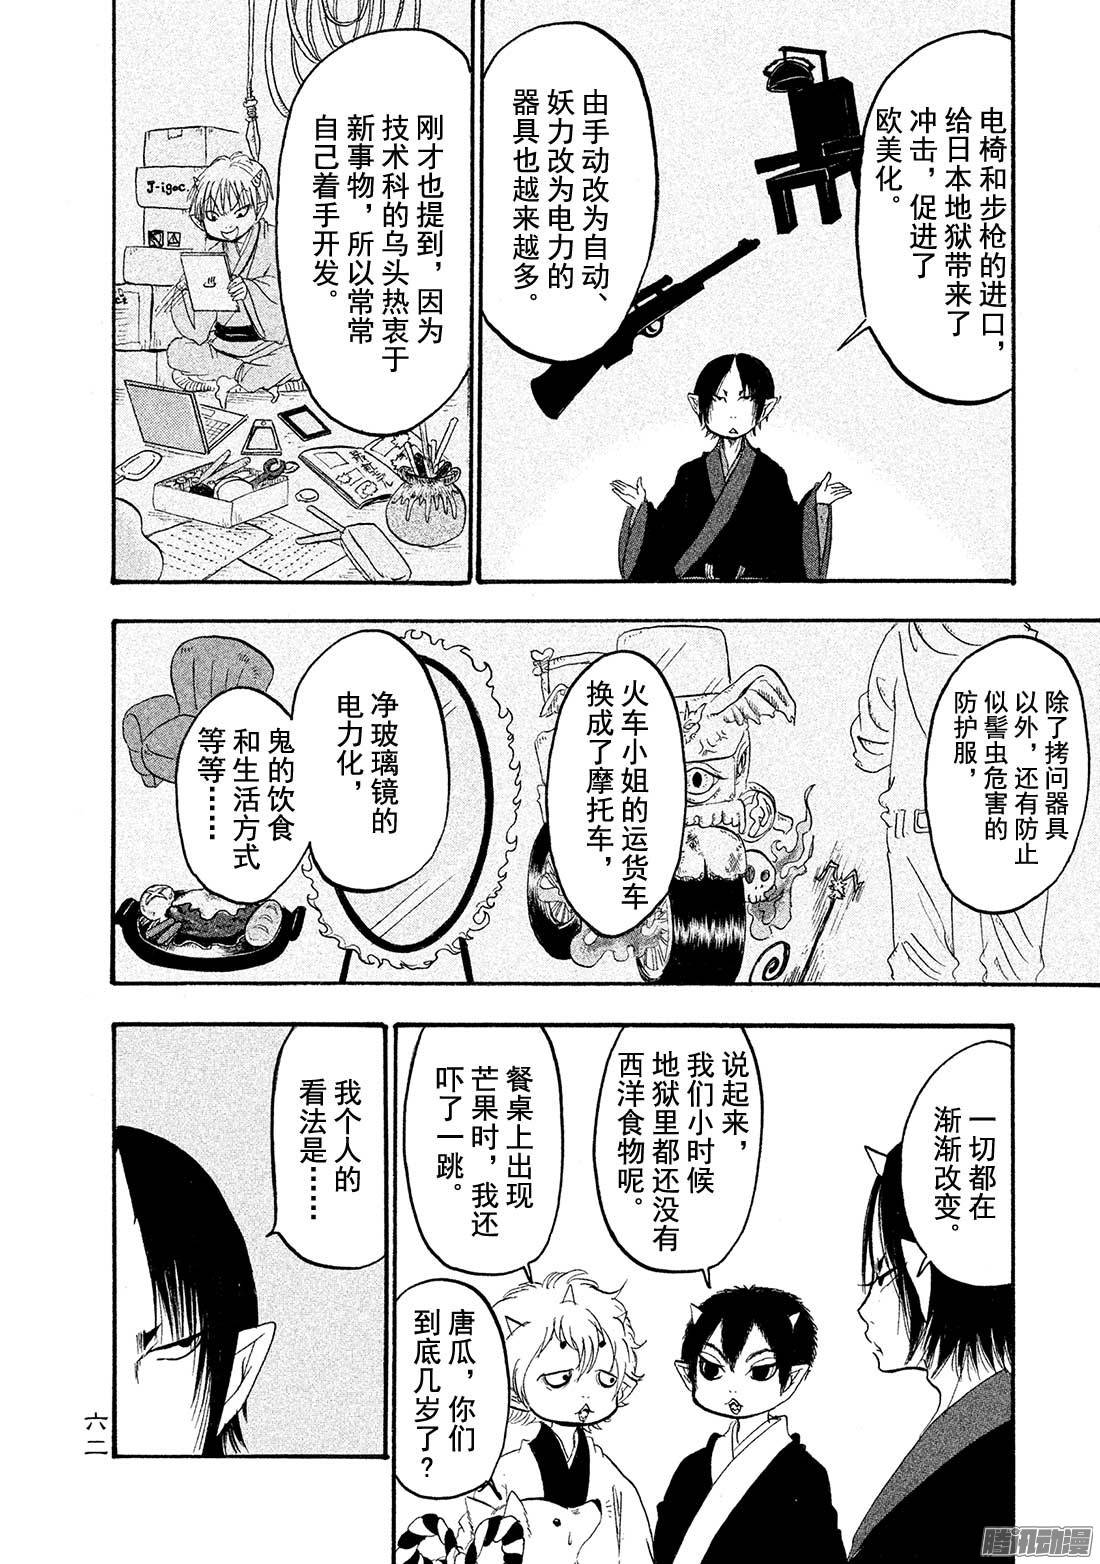 电椅和步枪的进口，
给日本地狱带来了
冲击，促进了
欧美化。
由手动改为自动、
妖力改为电力的
器具也越来越多。
刚才也提到，因为
技术科的乌头热衷于
新事物，所以常常
自己着手开发。
J-igoc
除了拷问器具
以外，还有防止
似髻虫危害的
防护服，
火车小姐的运货车
换成了摩托车，
净玻璃镜的
电力化，
鬼的饮食
和生活方式
等等……
一切都在
渐渐改变。
说起来，
我们小时候
地狱里都还没有
西洋食物呢。
餐桌上出现
芒果时，我还
吓了一跳。
唐瓜，你们
到底几岁了？
我个人的
看法是……
六二
腾讯动漫